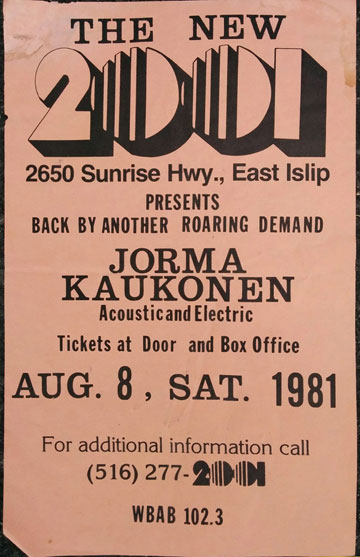 THE NEW
2001
2650 Sunrise Hwy., East Islip
PRESENTS
BACK BY ANOTHER ROARING DEMAND
JORMA
KAUKONEN
Acoustic and Electric
Tickets at Door and Box Office
AUG. 8, SAT. 1981
For additional information call
(516) 277-2001
WBAB 102.3